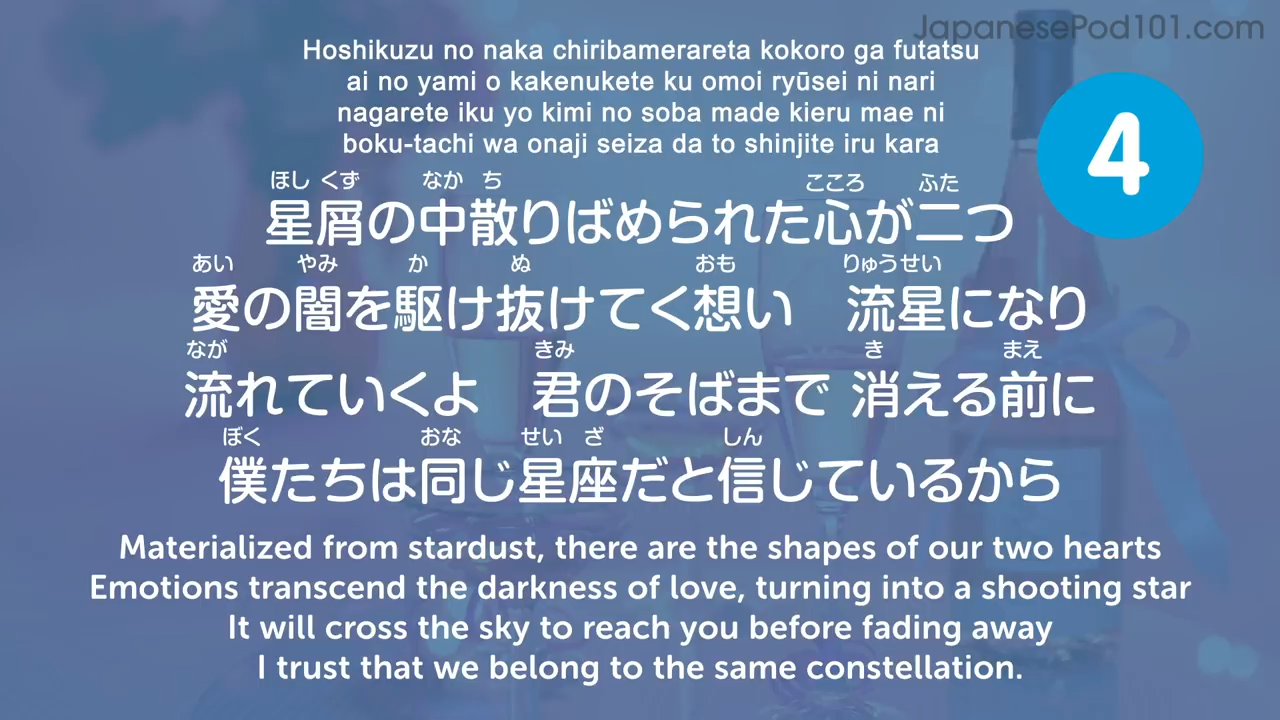 JapanesePod101.com
4
Hoshikuzu no naka chiribamerareta kokoro ga futatsu
ai no yami o kakenukete ku omoi ryūsei ni nari
nagarete iku yo kimi no soba made kieru mae ni
boku-tachi wa onaji seiza da to shinjite iru kara
ほし くず なか ち こころ ふた
星屑の中散りばめられた心が二つ
あい やみ か ぬ おも りゅうせい
愛の闇を駆け抜けてく想い 流星になり
なが きみ き まえ
流れていくよ 君のそばまで 消える前に
ぼく おな せい ざ しん
僕たちは同じ星座だと信じているから
Materialized from stardust, there are the shapes of our two hearts
Emotions transcend the darkness of love, turning into a shooting star
It will cross the sky to reach you before fading away
I trust that we belong to the same constellation.